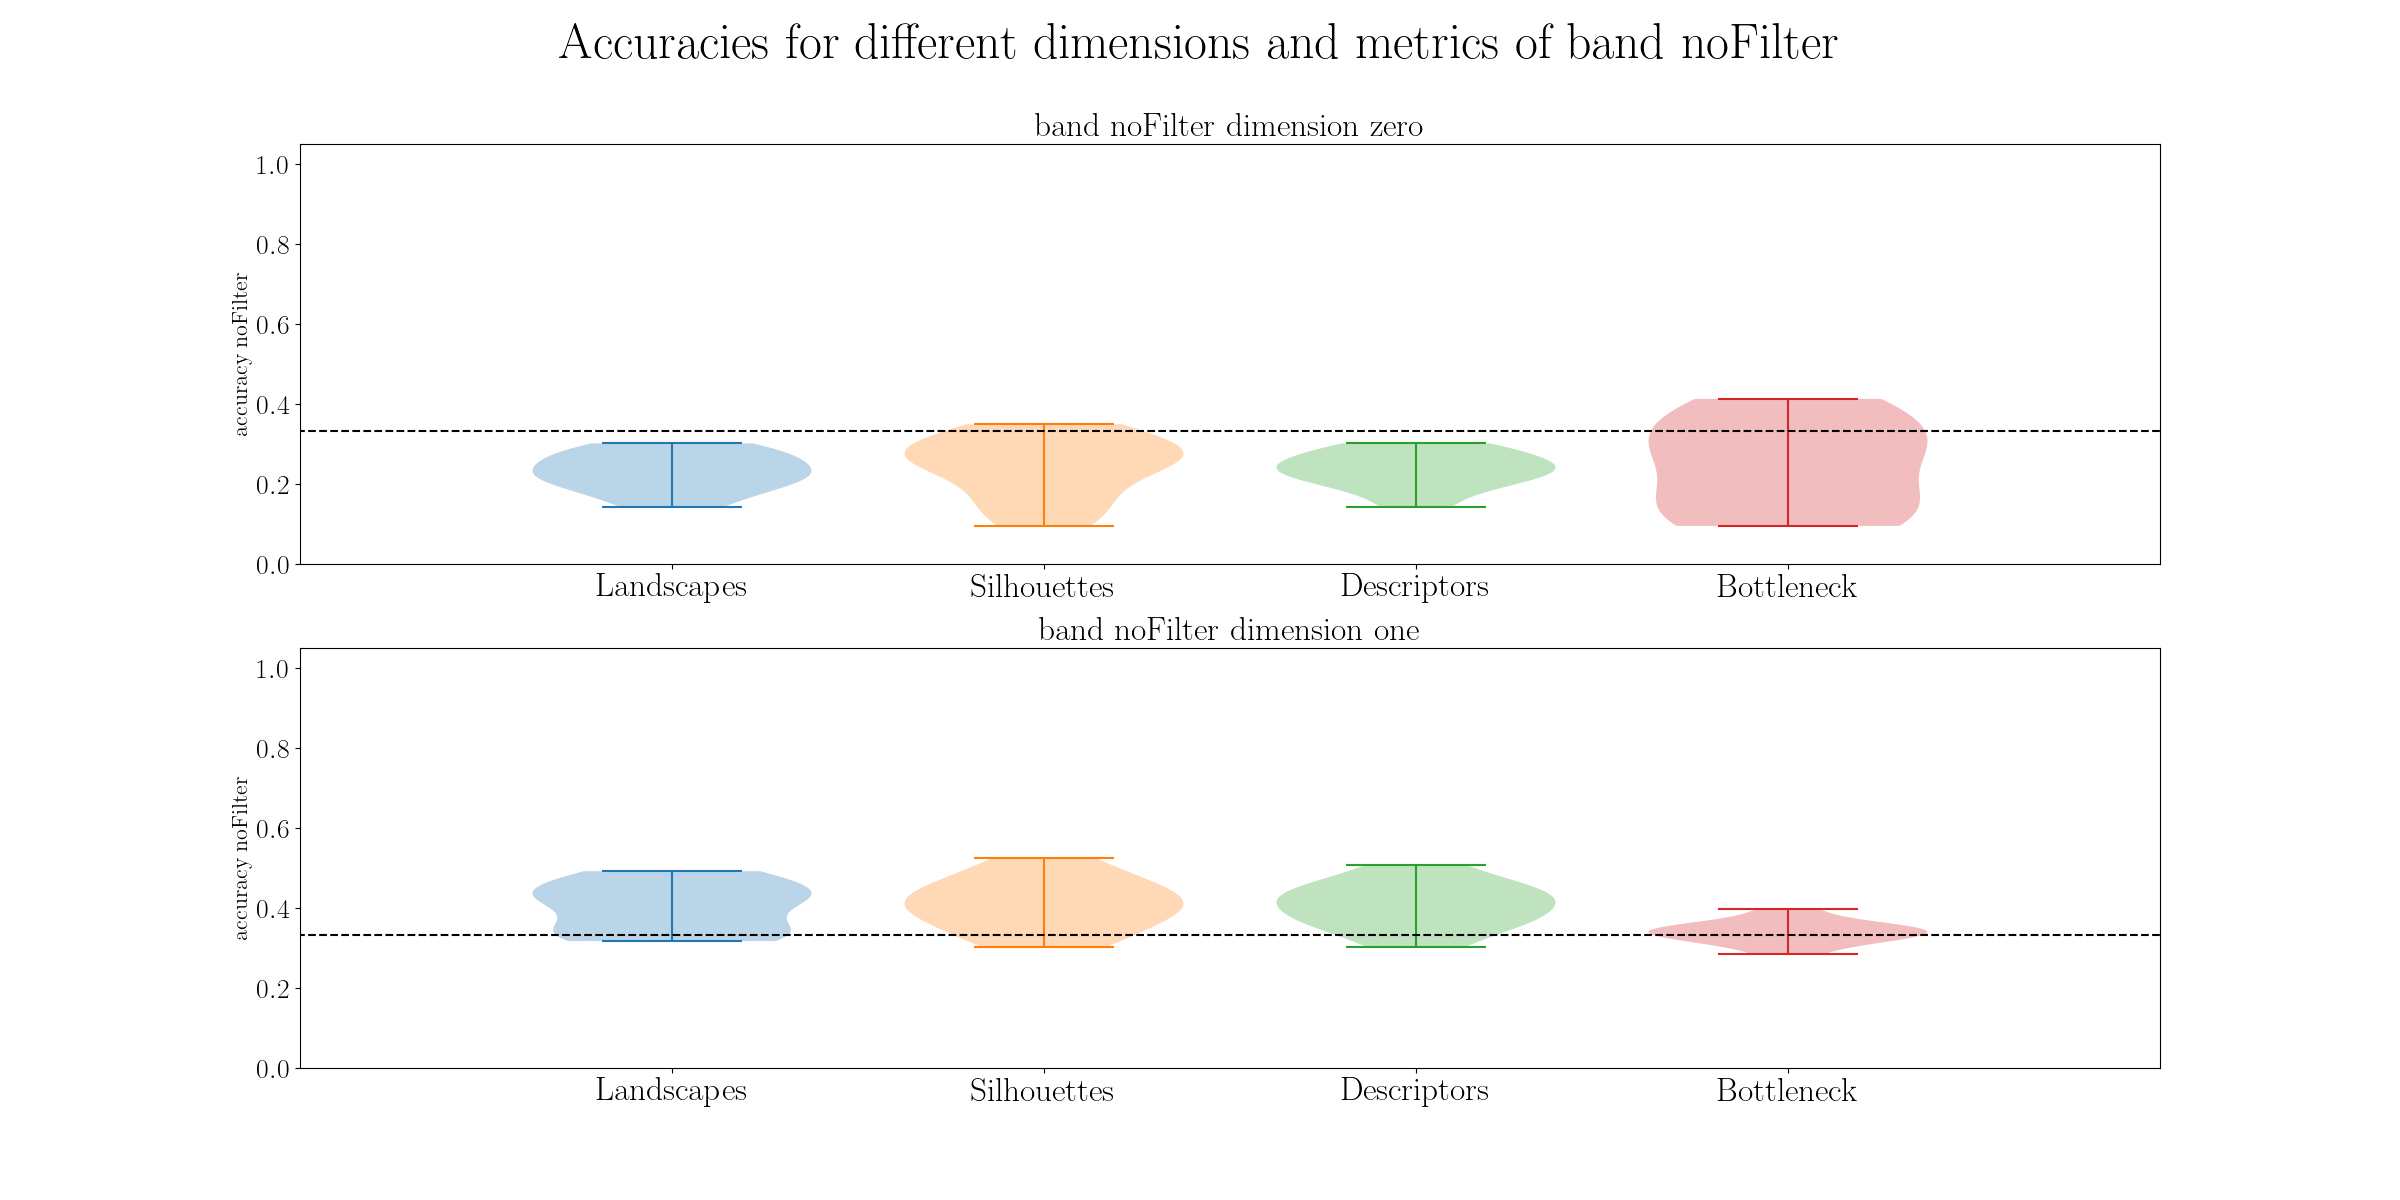 Accuracies for different dimensions and metrics of band noFilter
band noFilter dimension zero
accuracy noFilter
1.0
0.8
0.6
0.4
0.2
0.0
Landscapes Silhouettes Descriptors Bottleneck
band noFilter dimension one
accuracy noFilter
1.0
0.8
0.6
0.4
0.2
0.0
Landscapes Silhouettes Descriptors Bottleneck